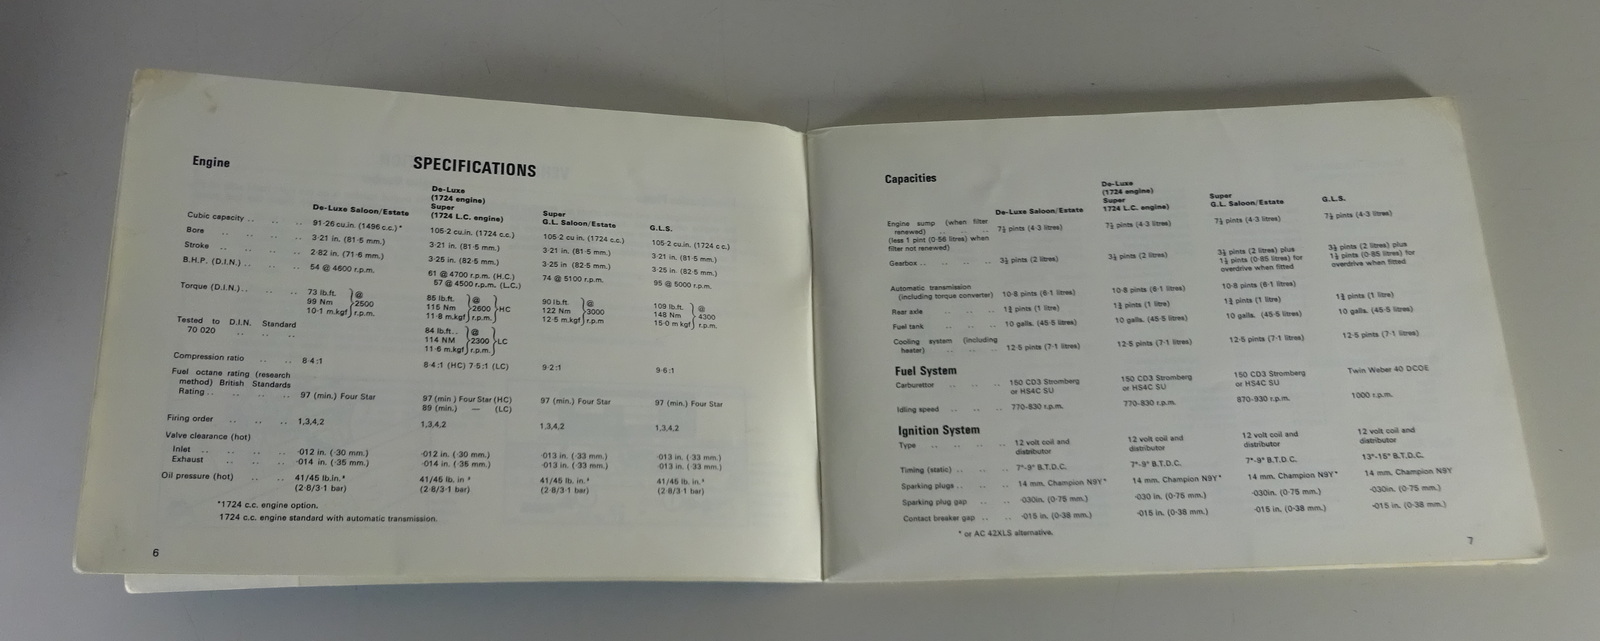 Engine
SPECIFICATIONS
De-Luxe Saloon/Estate
De-Luxe
(1724 engine)
Super
(1724 L.C. engine)
Super
G.L. Saloon/Estate
G.L.S.
Cubic capacity .. .. .. 91·26 cu.in. (1496 c.c.)* 105·2 cu.in. (1724 c.c.) 105·2 cu in. (1724 c.c.) 105·2 cu.in. (1724 c.c.)
Bore .. .. .. .. 3·21 in. (81·5 mm.) 3·21 in. (81·5 mm.) 3·21 in. (81·5 mm.) 3·21 in. (81·5 mm.)
Stroke .. .. .. .. 2·82 in. (71·6 mm.) 3·25 in. (82·5 mm.) 3·25 in (82·5 mm.) 3·25 in. (82·5 mm.)
B.H.P. (D.I.N.) .. .. .. 54 @ 4600 r.p.m. 61 @ 4700 r.p.m. (H.C.) 74 @ 5100 r.p.m. 95 @ 5000 r.p.m.
57 @ 4500 r.p.m. (L.C.)
Torque (D.I.N.) .. .. .. 73 lb.ft. @ 85 lb.ft. @ 90 lb.ft. @ 109 lb.ft. @
99 Nm 2500 115 Nm 2600 HC 122 Nm 3000 148 Nm 4300
10·1 m.kgf r.p.m. 11·8 m.kgf r.p.m. 12·5 m.kgf r.p.m. 15·0 m.kgf r.p.m.
Tested to D.I.N. Standard 84 lb.ft.. @
70 020 .. .. 114 NM 2300 LC
11·6 m.kgf r.p.m.
Compression ratio .. .. 8·4:1 8·4:1 (HC) 7·5:1 (LC) 9·2:1 9·6:1
Fuel octane rating (research
method) British Standards
Rating .. .. .. .. 97 (min.) Four Star 97 (min ) Four Star (HC) 97 (min.) Four Star 97 (min.) Four Star
89 (min.) — (LC)
Firing order .. .. .. 1,3,4,2 1,3,4,2 1,3,4,2 1,3,4,2
Valve clearance (hot)
Inlet .. .. .. .. ·012 in. (·30 mm.) ·012 in. (·30 mm.) ·013 in. (·33 mm.) ·013 in. (·33 mm.)
Exhaust .. .. .. ·014 in. (·35 mm.) ·014 in. (·35 mm.) ·013 in. (·33 mm.) ·013 in. (·33 mm.)
Oil pressure (hot) .. .. 41/45 lb.in.² 41/45 lb. in ² 41/45 lb. in.² 41/45 lb. in.²
(2·8/3·1 bar) (2·8/3·1 bar) (2·8/3·1 bar) (2·8/3·1 bar)
*1724 c.c. engine option.
1724 c.c. engine standard with automatic transmission.
6
Capacities
De-Luxe Saloon/Estate
De-Luxe
(1724 engine)
Super
1724 L.C. engine)
Super
G.L. Saloon/Estate
G.L.S.
Engine sump (when filter
renewed) .. .. .. 7½ pints (4·3 litres) 7½ pints (4·3 litres) 7½ pints (4·3 litres) 7½ pints (4·3 litres)
(less 1 pint (0·56 litres) when
filter not renewed)
Gearbox .. .. .. .. 3½ pints (2 litres) 3½ pints (2 litres) 3½ pints (2 litres) plus 3½ pints (2 litres) plus
1½ pints (0·85 litres) for 1½ pints (0·85 litres) for
overdrive when fitted overdrive when fitted
Automatic transmission
(including torque converter) 10·8 pints (6·1 litres) 10·8 pints (6·1 litres) 10·8 pints (6·1 litres)
Rear axle .. .. .. 1¾ pints (1 litre) 1¾ pints (1 litre) 1¾ pints (1 litre) 1¾ pints (1 litre)
Fuel tank .. .. .. 10 galls. (45·5 litres) 10 galls. (45·5 litres) 10 galls. (45·5 litres) 10 galls. (45·5 litres)
Cooling system (including
heater) .. .. .. 12·5 pints (7·1 litres) 12·5 pints (7·1 litres) 12·5 pints (7·1 litres) 12·5 pints (7·1 litres)
Fuel System
Carburettor .. .. .. 150 CD3 Stromberg 150 CD3 Stromberg 150 CD3 Stromberg Twin Weber 40 DCOE
or HS4C SU or HS4C SU or HS4C SU
Idling speed .. .. .. 770-830 r.p.m. 770-830 r.p.m. 870-930 r.p.m. 1000 r.p.m.
Ignition System
Type .. .. .. .. 12 volt coil and 12 volt coil and 12 volt coil and 12 volt coil and
distributor distributor distributor distributor
Timing (static) .. .. .. 7°-9° B.T.D.C. 7°-9° B.T.D.C. 7°-9° B.T.D.C. 13°-15° B.T.D.C.
Sparking plugs .. .. .. 14 mm. Champion N9Y* 14 mm. Champion N9Y* 14 mm. Champion N9Y* 14 mm. Champion N9Y
Sparking plug gap .. .. ·030in. (0·75 mm.) ·030 in. (0·75 mm.) ·030in. (0·75 mm.) ·030in. (0·75 mm.)
Contact breaker gap .. .. ·015 in. (0·38 mm.) ·015 in. (0·38 mm.) ·015 in. (0·38 mm.) ·015 in. (0·38 mm.)
* or AC 42XLS alternative.
7